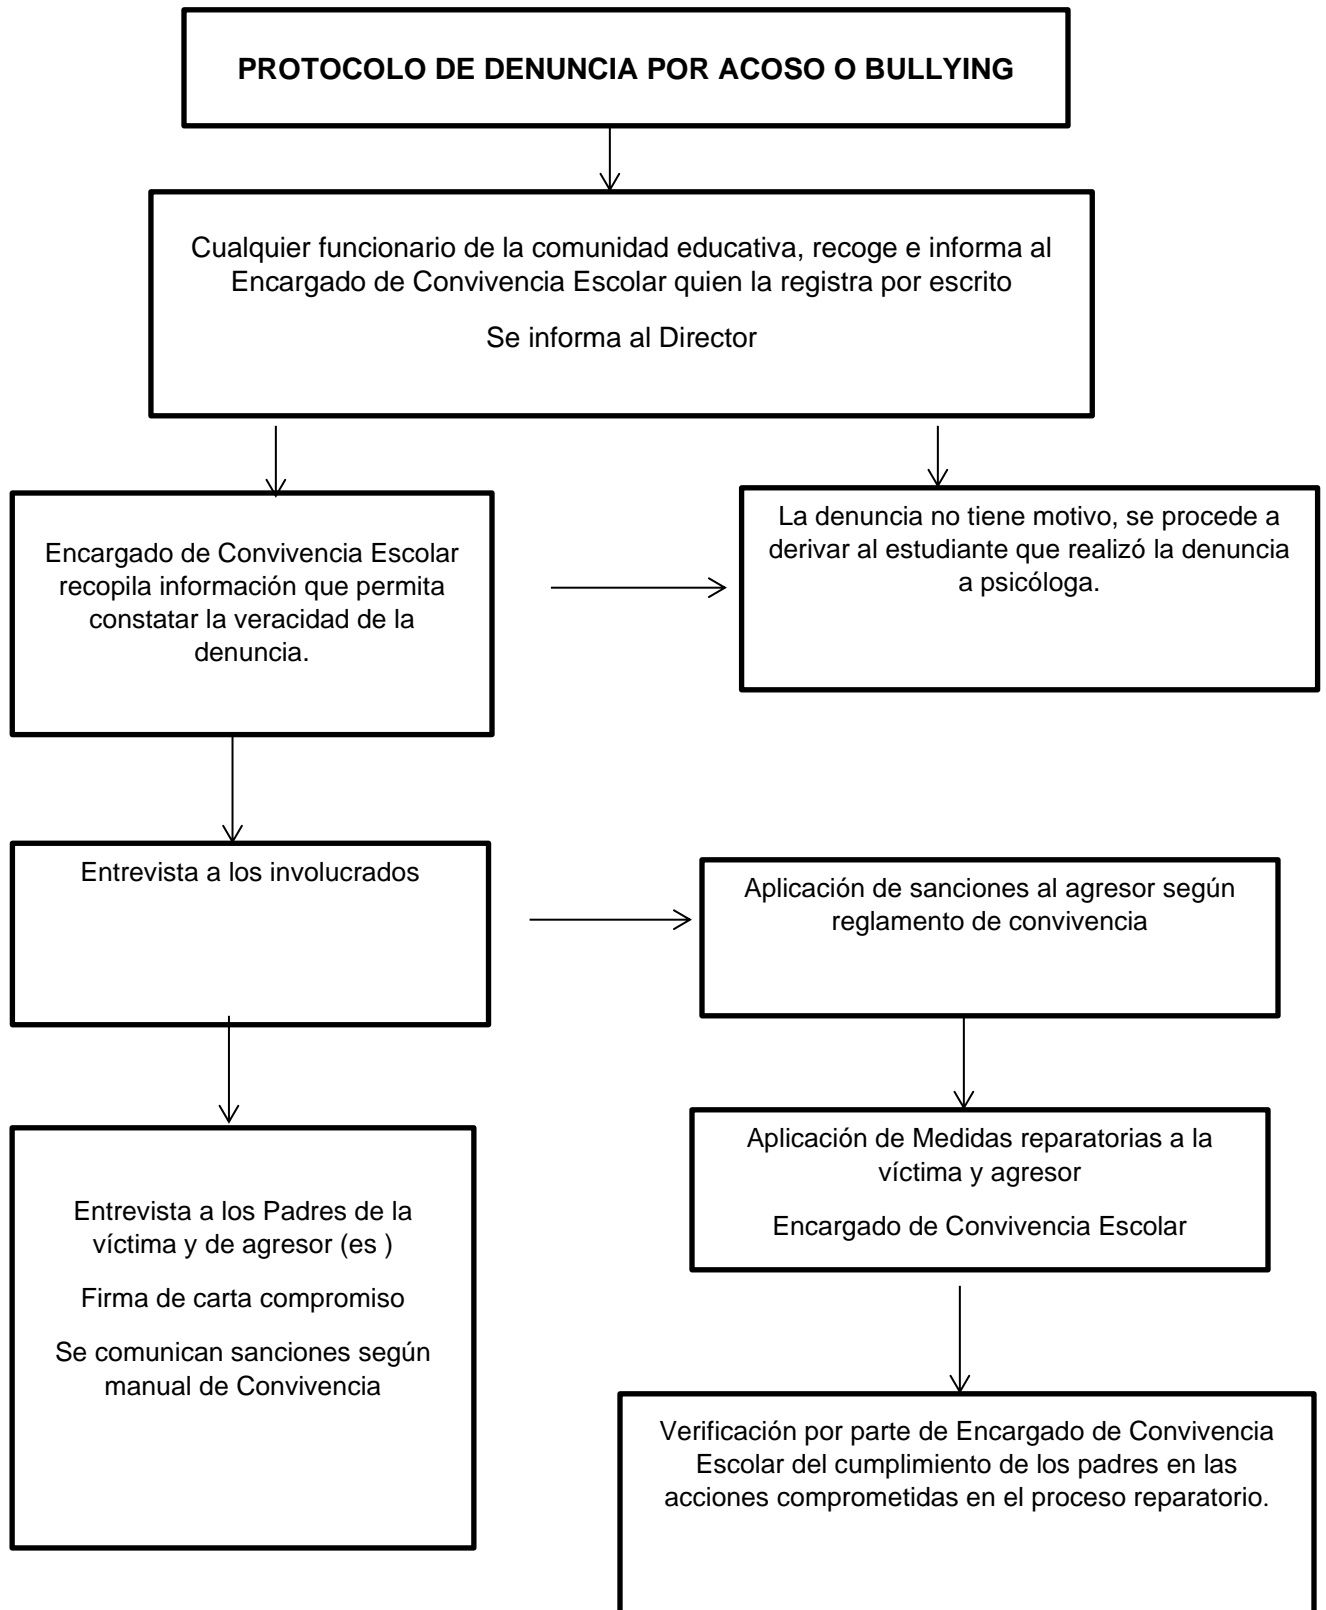 PROTOCOLO DE DENUNCIA POR ACOSO O BULLYING
Cualquier funcionario de la comunidad educativa, recoge e informa al
Encargado de Convivencia Escolar quien la registra por escrito
Se informa al Director
Encargado de Convivencia Escolar
recopila información que permita
constatar la veracidad de la
denuncia.
La denuncia no tiene motivo, se procede a
derivar al estudiante que realizó la denuncia
a psicóloga.
Entrevista a los involucrados
Aplicación de sanciones al agresor según
reglamento de convivencia
Entrevista a los Padres de la
víctima y de agresor (es )
Firma de carta compromiso
Se comunican sanciones según
manual de Convivencia
Aplicación de Medidas reparatorias a la
víctima y agresor
Encargado de Convivencia Escolar
Verificación por parte de Encargado de Convivencia
Escolar del cumplimiento de los padres en las
acciones comprometidas en el proceso reparatorio.